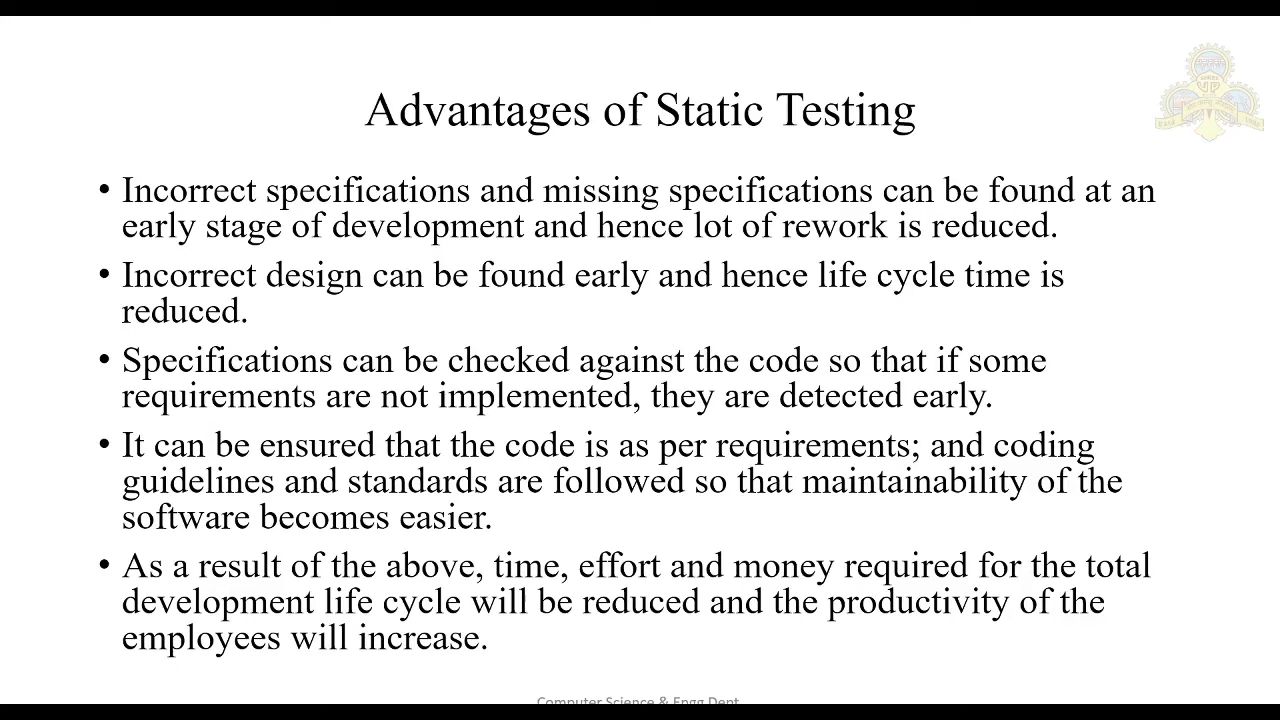 Advantages of Static Testing
• Incorrect specifications and missing specifications can be found at an
early stage of development and hence lot of rework is reduced.
• Incorrect design can be found early and hence life cycle time is
reduced.
• Specifications can be checked against the code so that if some
requirements are not implemented, they are detected early.
• It can be ensured that the code is as per requirements; and coding
guidelines and standards are followed so that maintainability of the
software becomes easier.
• As a result of the above, time, effort and money required for the total
development life cycle will be reduced and the productivity of the
employees will increase.
Computer Science & Engg Dept